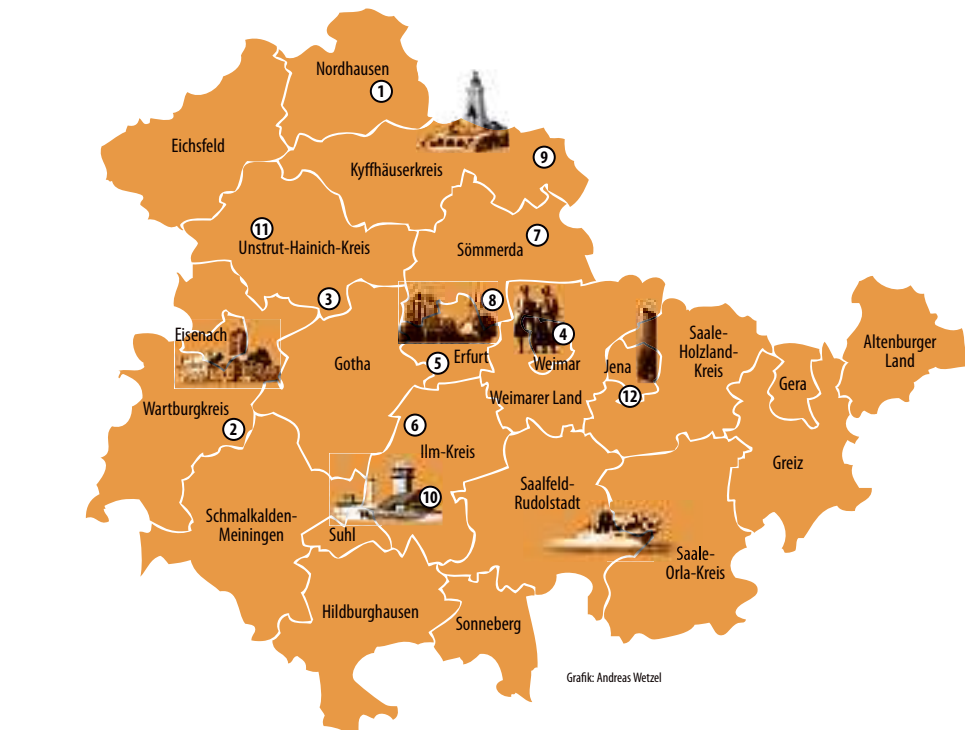 Nordhausen
1
Eichsfeld
Kyffhäuserkreis
9
11
Unstrut-Hainich-Kreis
7
Sömmerda
3
8
Eisenach
4
Gotha
5
Erfurt
Weimar
Jena
Saale-
Holzland-
Kreis
Altenburger
Land
Gera
12
Weimarer Land
Wartburgkreis
2
6
Ilm-Kreis
Greiz
10
Saalfeld-
Rudolstadt
Schmalkalden-
Meiningen
Suhl
Saale-
Orla-Kreis
Hildburghausen
Sonneberg
Grafik: Andreas Wetzel